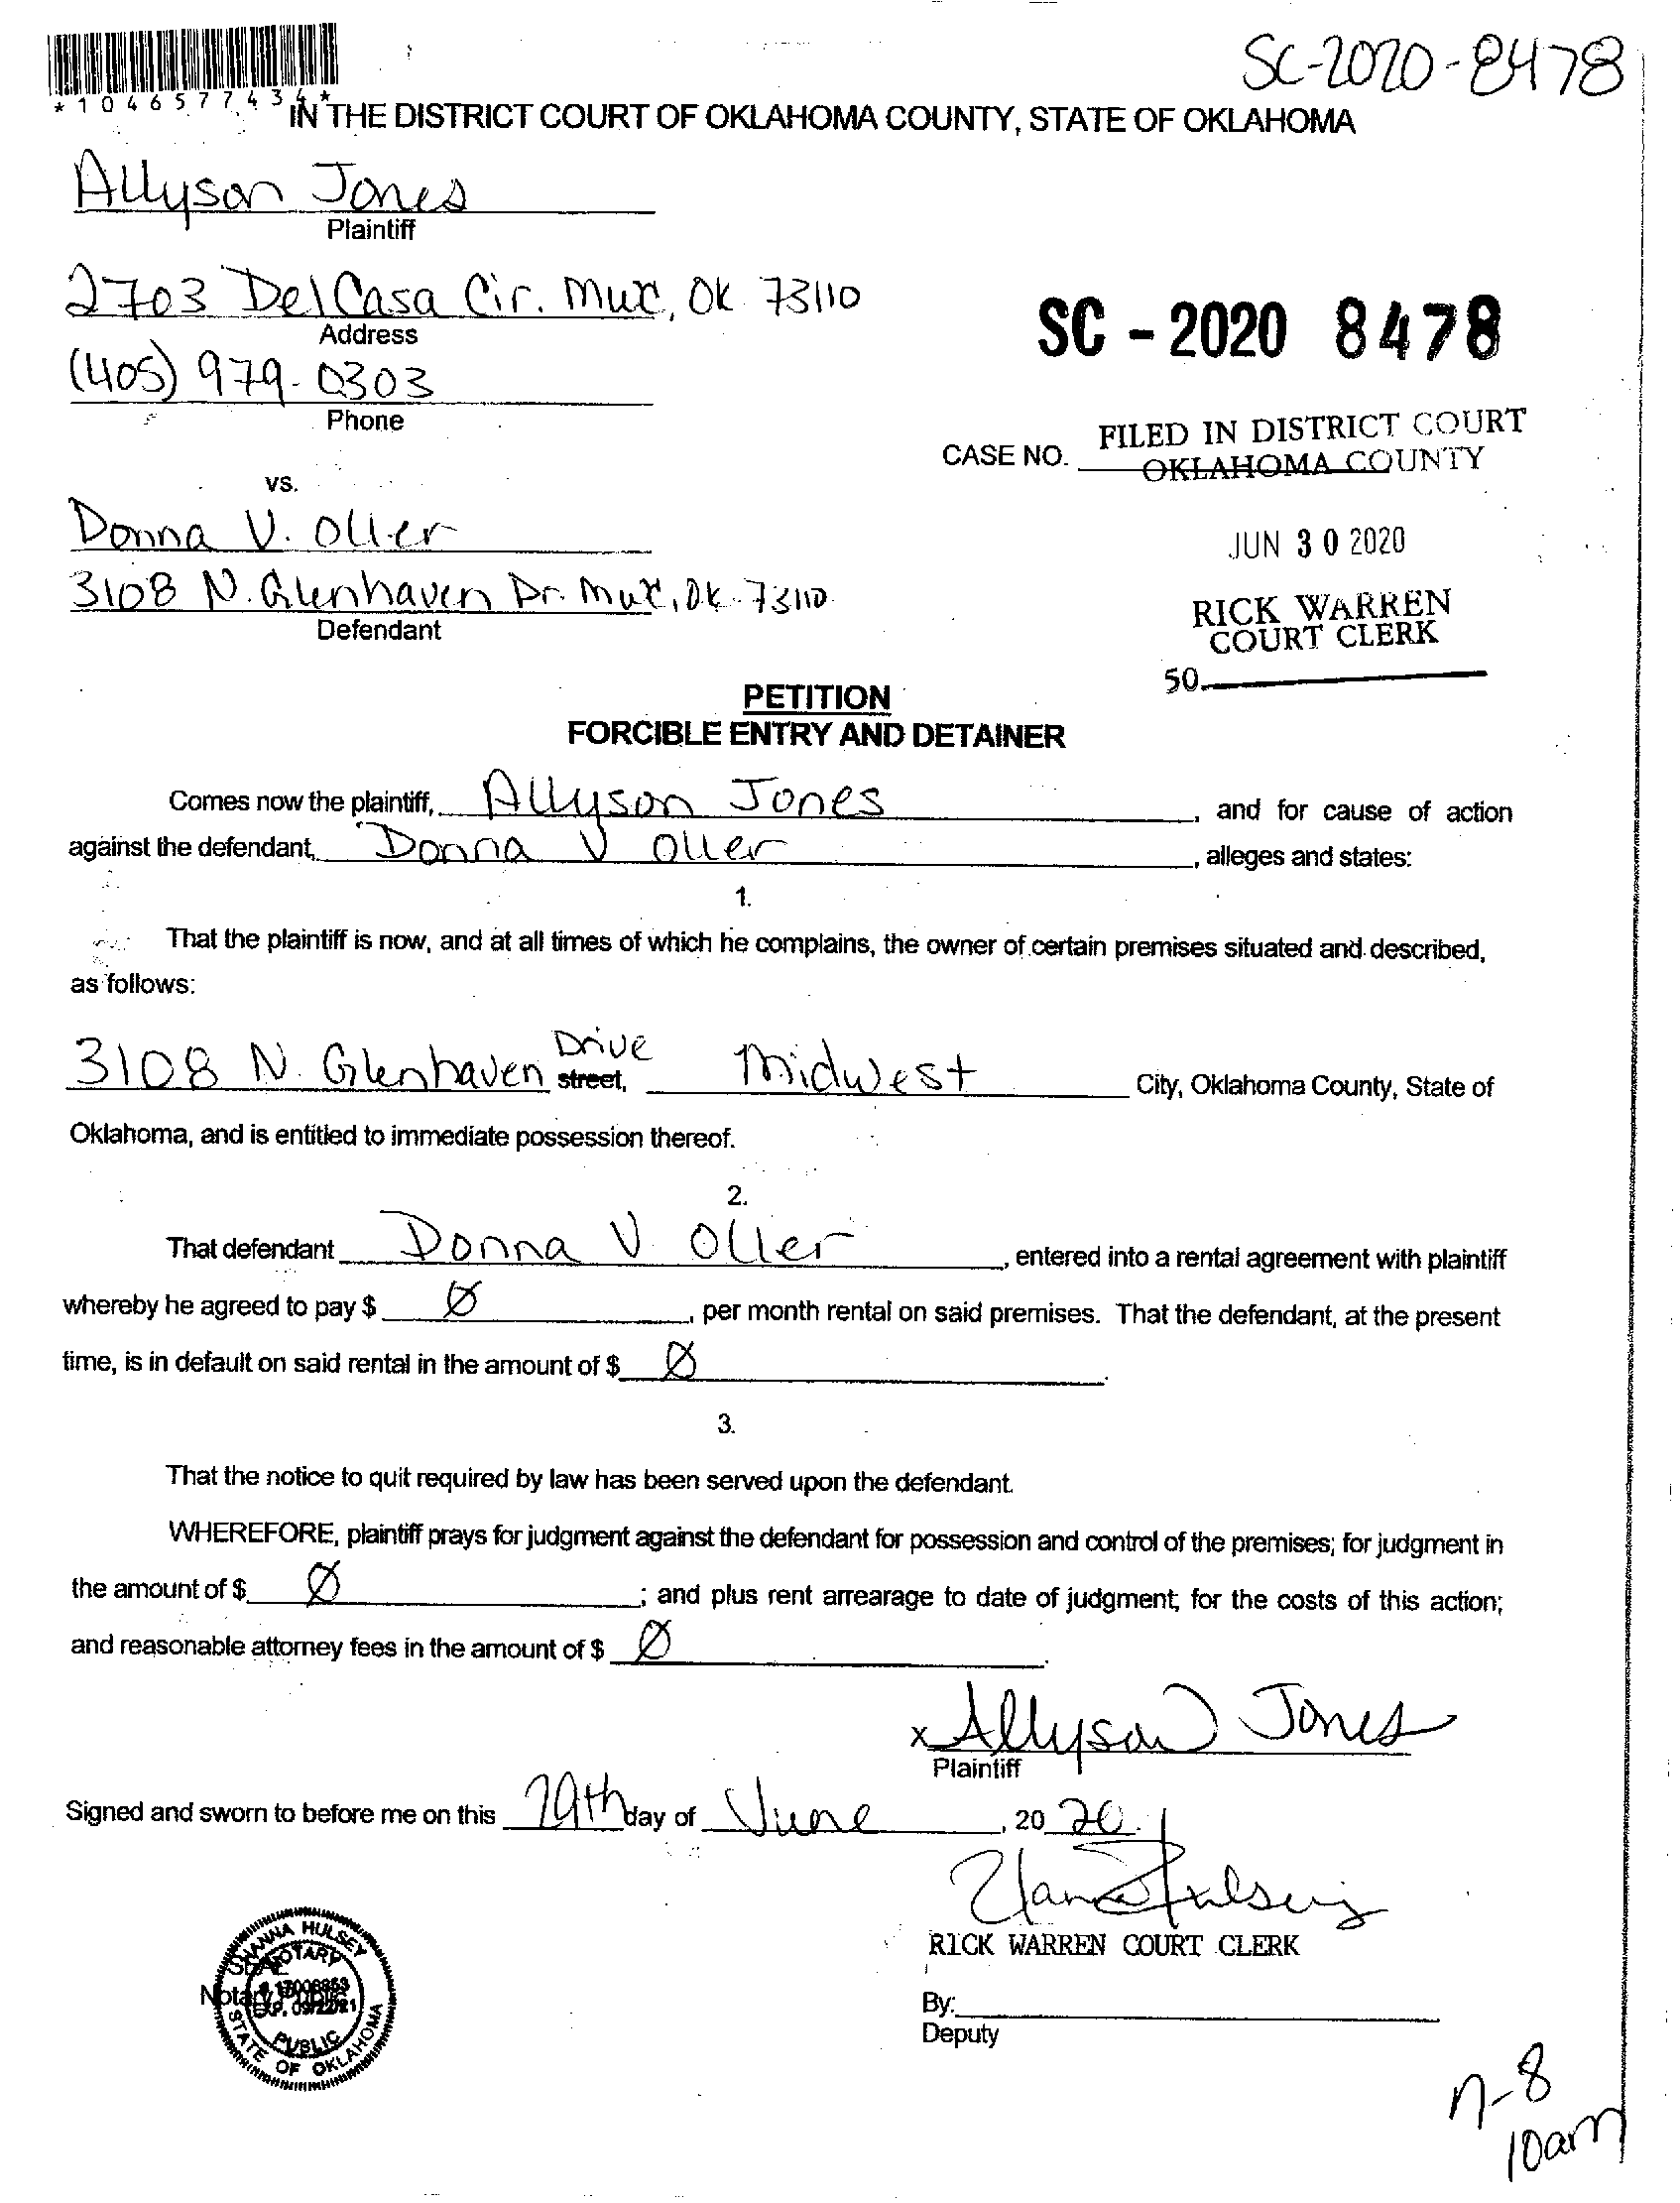 SC-2020-8478
*1046577434*
IN THE DISTRICT COURT OF OKLAHOMA COUNTY, STATE OF OKLAHOMA
Allyson Jones
Plaintiff
2703 Del Casa Cir. MWC, OK 73110
Address
SC - 2020 8478
(405) 979-0303
Phone
FILED IN DISTRICT COURT
CASE NO. OKLAHOMA COUNTY
vs.
Donna V. Oller
JUN 30 2020
3108 N. Glenhaven Dr. MWC, OK 73110
Defendant
RICK WARREN
COURT CLERK
50
PETITION
FORCIBLE ENTRY AND DETAINER
Comes now the plaintiff, Allyson Jones, and for cause of action
against the defendant, Donna V Oller, alleges and states:
1.
That the plaintiff is now, and at all times of which he complains, the owner of certain premises situated and described,
as follows:
3108 N. Glenhaven Drive street, Midwest City, Oklahoma County, State of
Oklahoma, and is entitled to immediate possession thereof.
2.
That defendant Donna V. Oller, entered into a rental agreement with plaintiff
whereby he agreed to pay $ Ø, per month rental on said premises. That the defendant, at the present
time, is in default on said rental in the amount of $ Ø.
3.
That the notice to quit required by law has been served upon the defendant.
WHEREFORE, plaintiff prays for judgment against the defendant for possession and control of the premises; for judgment in
the amount of $ Ø; and plus rent arrearage to date of judgment; for the costs of this action;
and reasonable attorney fees in the amount of $ Ø.
x Allyson Jones
Plaintiff
Signed and sworn to before me on this 29th day of June, 2020.
SHANNA HULSEY
NOTARY
SEAL
Notary Public
EXP. 09/22/21
PUBLIC
STATE OF OKLAHOMA
RICK WARREN COURT CLERK
By:
Deputy
10am